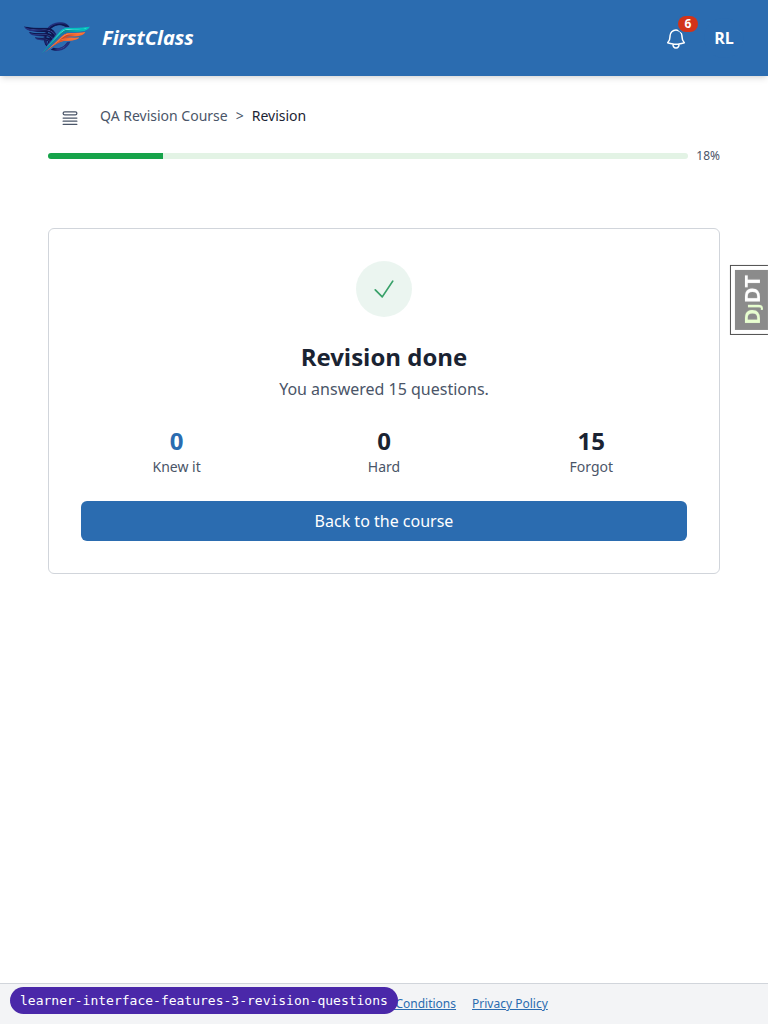 FirstClass
6
RL
QA Revision Course > Revision
18%
DJDT
Revision done
You answered 15 questions.
0 0 15
Knew it Hard Forgot
Back to the course
learner-interface-features-3-revision-questions Conditions Privacy Policy